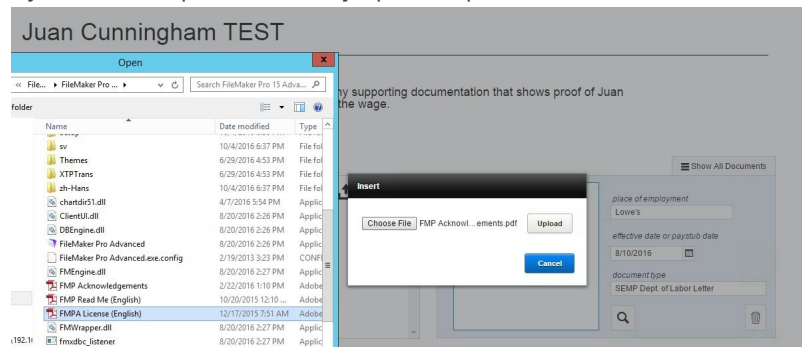 Juan Cunningham TEST
Open
x
« File... ▸ FileMaker Pro ... ▸
Search FileMaker Pro 15 Adva...
folder
Name Date modified Type
sv 10/4/2016 6:37 PM File fol
Themes 6/29/2016 4:53 PM File fol
XTPTrans 6/29/2016 4:53 PM File fol
zh-Hans 10/4/2016 6:37 PM File fol
chartdir51.dll 4/7/2016 5:54 PM Applic
ClientUI.dll 8/20/2016 2:26 PM Applic
DBEngine.dll 8/20/2016 2:26 PM Applic
FileMaker Pro Advanced 8/20/2016 2:26 PM Applic
FileMaker Pro Advanced.exe.config 2/19/2013 3:23 PM CONFI
FMEngine.dll 8/20/2016 2:27 PM Applic
FMP Acknowledgements 2/22/2016 1:10 PM Adobe
FMP Read Me (English) 10/20/2015 12:10 ... Adobe
FMPA License (English) 12/17/2015 7:51 AM Adobe
FMWrapper.dll 8/20/2016 2:27 PM Applic
fmxdbc_listener 8/20/2016 2:27 PM Applic
\192.16
ny supporting documentation that shows proof of Juan
the wage.
Show All Documents
Insert
Choose File FMP Acknowl...ements.pdf Upload
Cancel
place of employment
Lowe's
effective date or paystub date
8/10/2016
document type
SEMP Dept. of Labor Letter